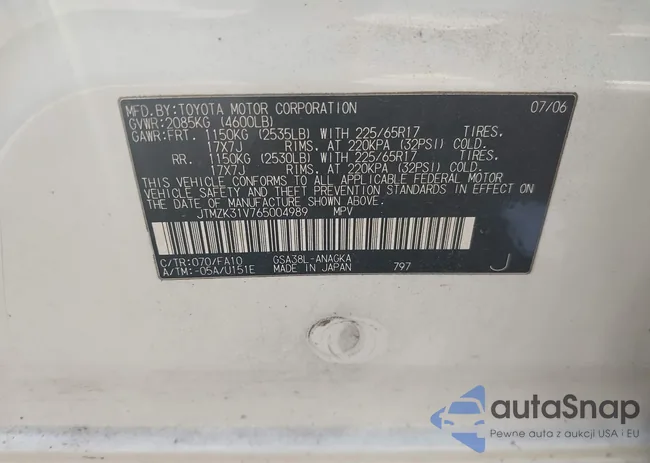 MFD.BY:TOYOTA MOTOR CORPORATION 07/06
GVWR:2085KG (4600LB)
GAWR:FRT. 1150KG (2535LB) WITH 225/65R17 TIRES.
17X7J RIMS. AT 220KPA (32PSI) COLD.
RR. 1150KG (2530LB) WITH 225/65R17 TIRES.
17X7J RIMS. AT 220KPA (32PSI) COLD.
THIS VEHICLE CONFORMS TO ALL APPLICABLE FEDERAL MOTOR
VEHICLE SAFETY AND THEFT PREVENTION STANDARDS IN EFFECT ON
THE DATE OF MANUFACTURE SHOWN ABOVE.
JTMZK31V765004989 MPV
C/TR:070/FA10 GSA38L-ANAGKA
A/TM:-05A/U151E MADE IN JAPAN 797 J
autaSnap
Pewne auta z aukcji USA i EU